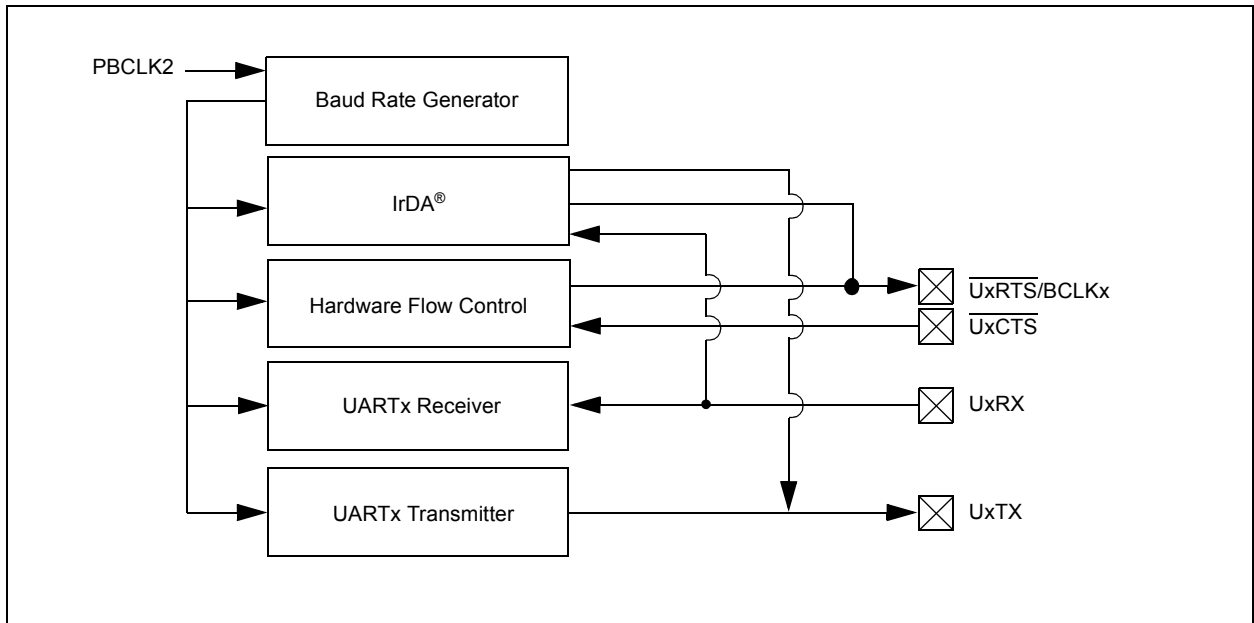 PBCLK2
Baud Rate Generator
IrDA®
Hardware Flow Control
UxRTS/BCLKx
UxCTS
UARTx Receiver
UxRX
UARTx Transmitter
UxTX